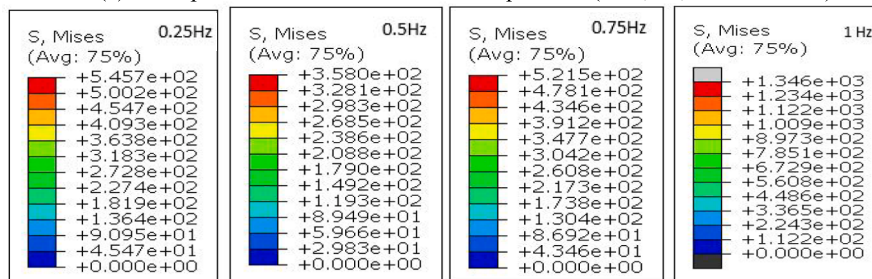 S, Mises 0.25Hz
(Avg: 75%)
+5.457e+02
+5.002e+02
+4.547e+02
+4.093e+02
+3.638e+02
+3.183e+02
+2.728e+02
+2.274e+02
+1.819e+02
+1.364e+02
+9.095e+01
+4.547e+01
+0.000e+00
S, Mises 0.5Hz
(Avg: 75%)
+3.580e+02
+3.281e+02
+2.983e+02
+2.685e+02
+2.386e+02
+2.088e+02
+1.790e+02
+1.492e+02
+1.193e+02
+8.949e+01
+5.966e+01
+2.983e+01
+0.000e+00
S, Mises 0.75Hz
(Avg: 75%)
+5.215e+02
+4.781e+02
+4.346e+02
+3.912e+02
+3.477e+02
+3.042e+02
+2.608e+02
+2.173e+02
+1.738e+02
+1.304e+02
+8.692e+01
+4.346e+01
+0.000e+00
S, Mises 1 Hz
(Avg: 75%)
+1.346e+03
+1.234e+03
+1.122e+03
+1.009e+03
+8.973e+02
+7.851e+02
+6.729e+02
+5.608e+02
+4.486e+02
+3.365e+02
+2.243e+02
+1.122e+02
+0.000e+00